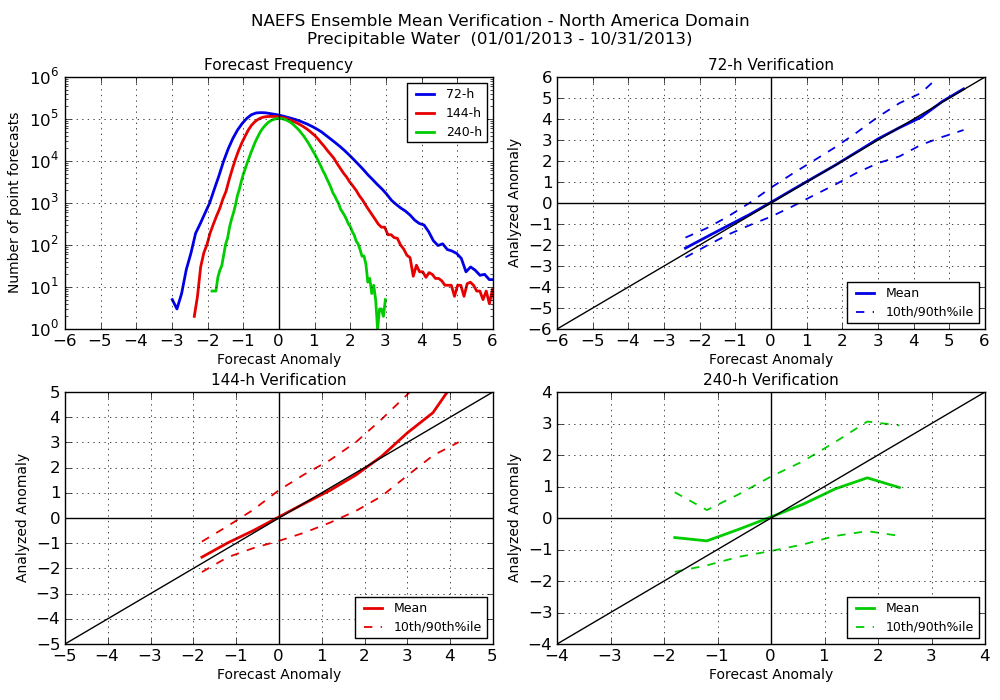 NAEFS Ensemble Mean Verification - North America Domain
Precipitable Water (01/01/2013 - 10/31/2013)
Forecast Frequency
Number of point forecasts
10^6
10^5
10^4
10^3
10^2
10^1
10^0
72-h
144-h
240-h
−6 −5 −4 −3 −2 −1 0 1 2 3 4 5 6
Forecast Anomaly
72-h Verification
Analyzed Anomaly
6
5
4
3
2
1
0
−1
−2
−3
−4
−5
−6
Mean
10th/90th%ile
−6 −5 −4 −3 −2 −1 0 1 2 3 4 5 6
Forecast Anomaly
144-h Verification
Analyzed Anomaly
5
4
3
2
1
0
−1
−2
−3
−4
−5
Mean
10th/90th%ile
−5 −4 −3 −2 −1 0 1 2 3 4 5
Forecast Anomaly
240-h Verification
Analyzed Anomaly
4
3
2
1
0
−1
−2
−3
−4
Mean
10th/90th%ile
−4 −3 −2 −1 0 1 2 3 4
Forecast Anomaly